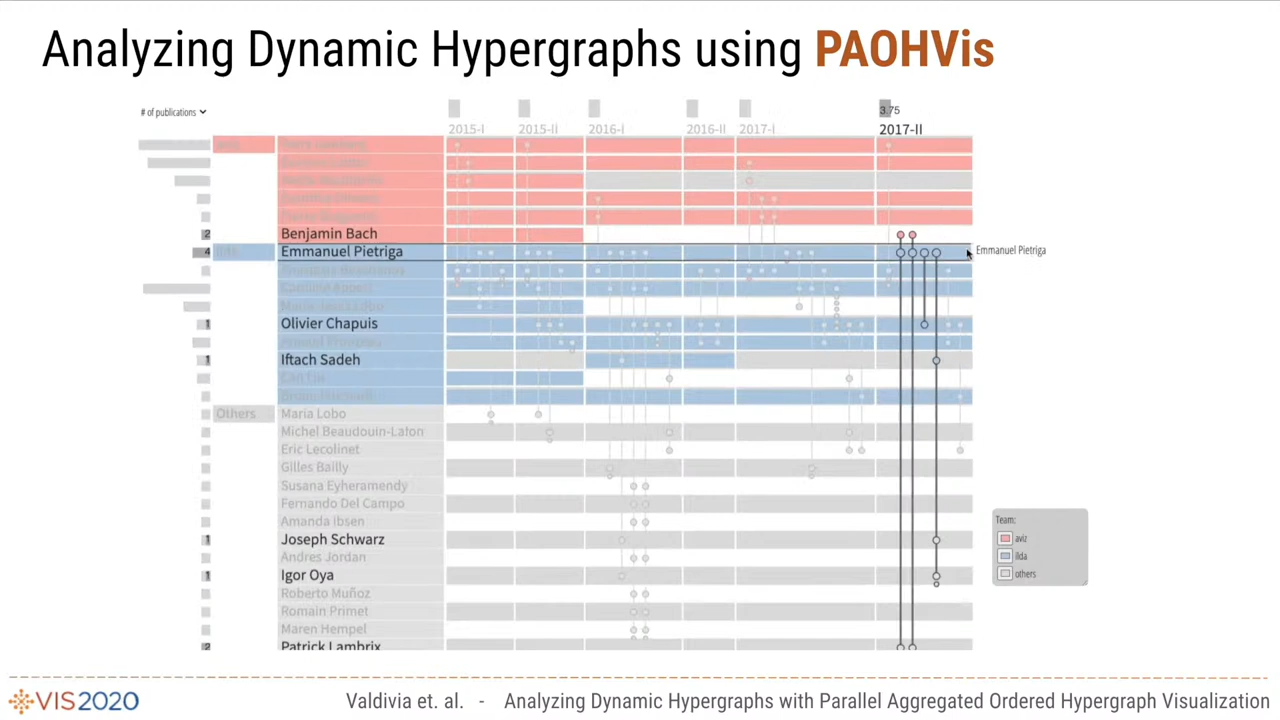 Analyzing Dynamic Hypergraphs using PAOHVis
# of publications
3.75
2015-I 2015-II 2016-I 2016-II 2017-I 2017-II
2 Benjamin Bach
4 ilda Emmanuel Pietriga Emmanuel Pietriga
1 Olivier Chapuis
1 Iftach Sadeh
Others Maria Lobo
Michel Beaudouin-Lafon
Eric Lecolinet
Gilles Bailly
Susana Eyheramendy
Fernando Del Campo
Amanda Ibsen
1 Joseph Schwarz
Andres Jordan
1 Igor Oya
Roberto Muñoz
Romain Primet
Maren Hempel
2 Patrick Lambrix
Team:
aviz
ilda
others
VIS2020
Valdivia et. al. - Analyzing Dynamic Hypergraphs with Parallel Aggregated Ordered Hypergraph Visualization